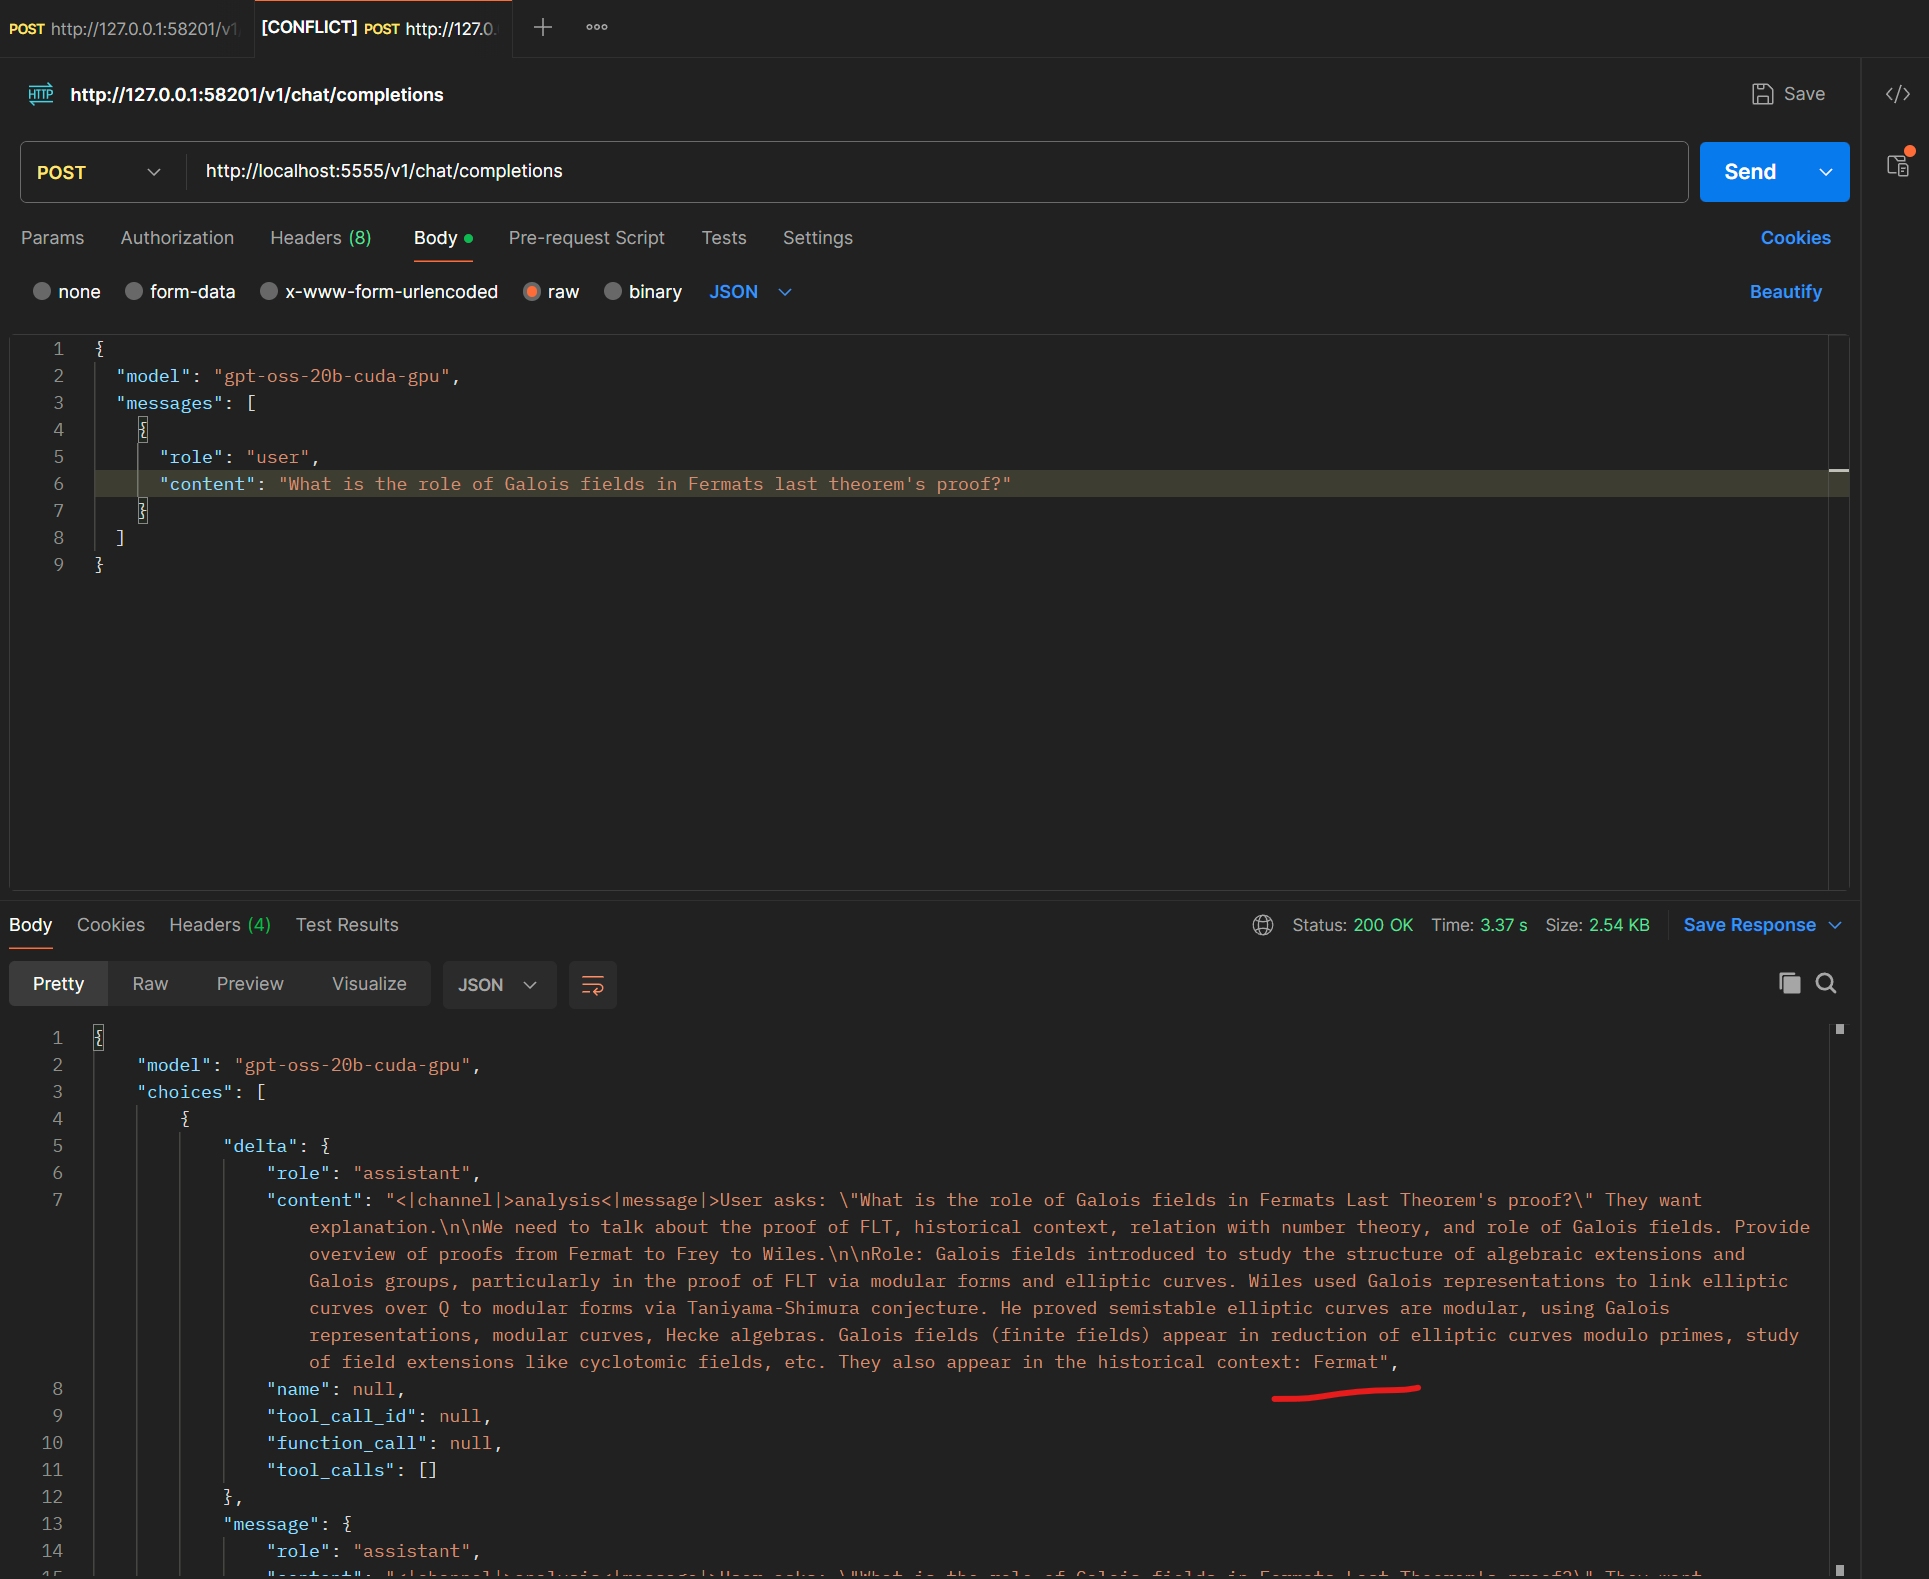 POST http://127.0.0.1:58201/v1/
[CONFLICT] POST http://127.0.
HTTP http://127.0.0.1:58201/v1/chat/completions
Save
POST http://localhost:5555/v1/chat/completions
Send
Params Authorization Headers (8) Body Pre-request Script Tests Settings Cookies
none form-data x-www-form-urlencoded raw binary JSON Beautify
1 {
2 "model": "gpt-oss-20b-cuda-gpu",
3 "messages": [
4 {
5 "role": "user",
6 "content": "What is the role of Galois fields in Fermats last theorem's proof?"
7 }
8 ]
9 }
Body Cookies Headers (4) Test Results Status: 200 OK Time: 3.37 s Size: 2.54 KB Save Response
Pretty Raw Preview Visualize JSON
1 {
2 "model": "gpt-oss-20b-cuda-gpu",
3 "choices": [
4 {
5 "delta": {
6 "role": "assistant",
7 "content": "<|channel|>analysis<|message|>User asks: \"What is the role of Galois fields in Fermats Last Theorem's proof?\" They want
explanation.\n\nWe need to talk about the proof of FLT, historical context, relation with number theory, and role of Galois fields. Provide
overview of proofs from Fermat to Frey to Wiles.\n\nRole: Galois fields introduced to study the structure of algebraic extensions and
Galois groups, particularly in the proof of FLT via modular forms and elliptic curves. Wiles used Galois representations to link elliptic
curves over Q to modular forms via Taniyama-Shimura conjecture. He proved semistable elliptic curves are modular, using Galois
representations, modular curves, Hecke algebras. Galois fields (finite fields) appear in reduction of elliptic curves modulo primes, study
of field extensions like cyclotomic fields, etc. They also appear in the historical context: Fermat",
8 "name": null,
9 "tool_call_id": null,
10 "function_call": null,
11 "tool_calls": []
12 },
13 "message": {
14 "role": "assistant",
15 "content": "<|channel|>analysis<|message|>User asks: \"What is the role of Galois fields in Fermats Last Theorem's proof?\" They want